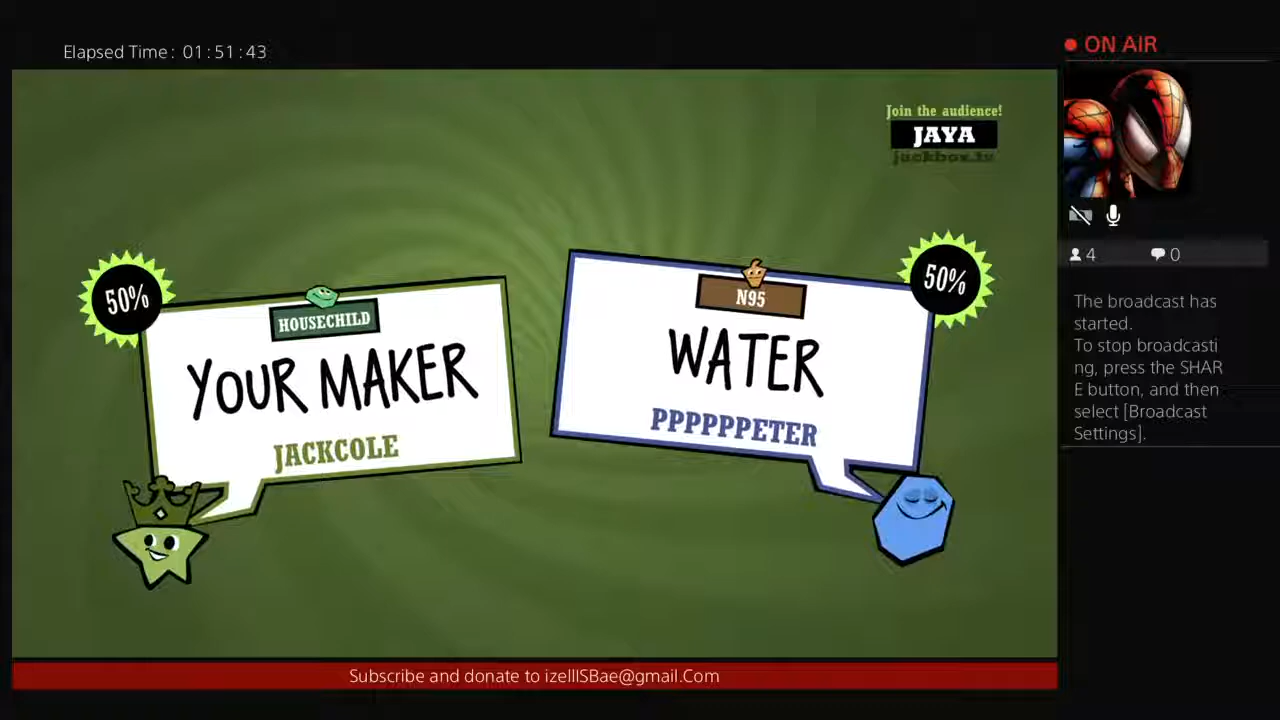 Elapsed Time: 01:51:43
ON AIR
Join the audience!
JAYA
jackbox.tv
4
0
50%
HOUSECHILD
YOUR MAKER
JACKCOLE
50%
N95
WATER
PPPPPPETER
The broadcast has
started.
To stop broadcasti
ng, press the SHAR
E button, and then
select [Broadcast
Settings].
Subscribe and donate to izellISBae@gmail.Com